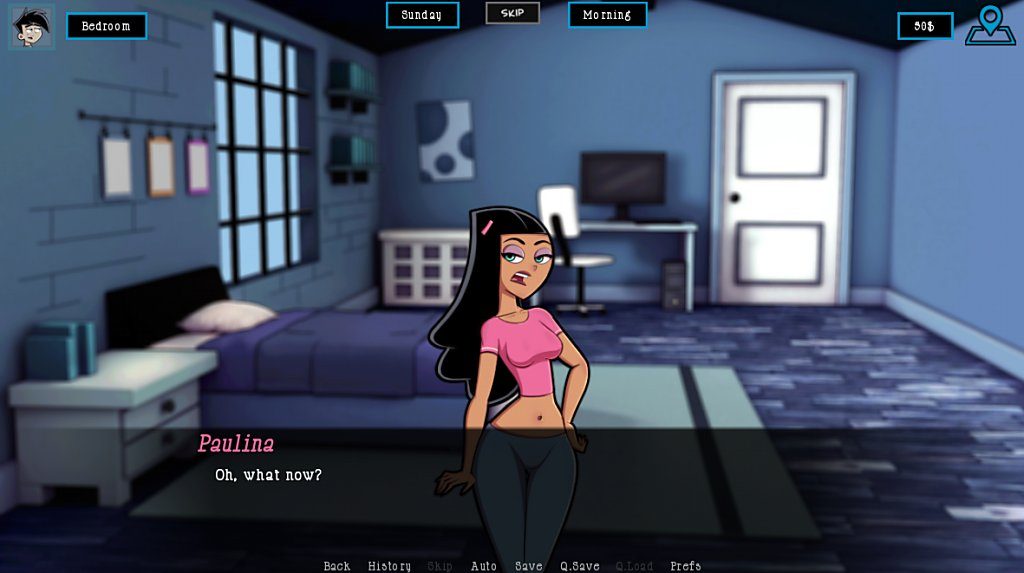 Bedroom
Sunday
SKIP
Morning
50$
Paulina
Oh, what now?
Back History Skip Auto Save Q.Save Q.Load Prefs